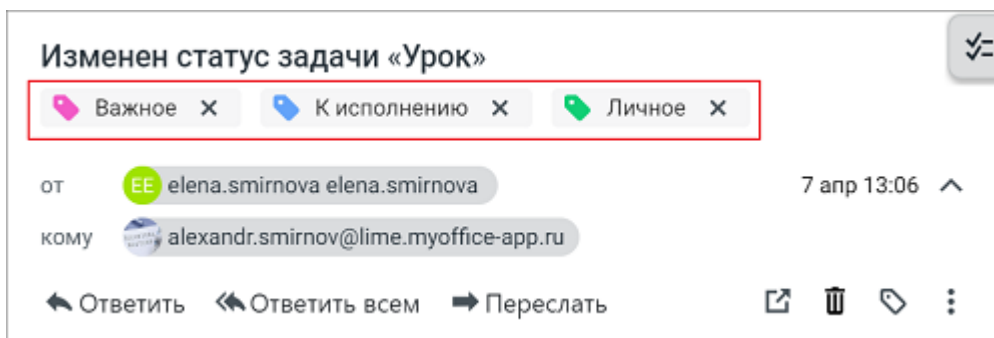 Изменен статус задачи «Урок»
Важное К исполнению Личное
от EE elena.smirnova elena.smirnova 7 апр 13:06
кому alexandr.smirnov@lime.myoffice-app.ru
Ответить Ответить всем Переслать